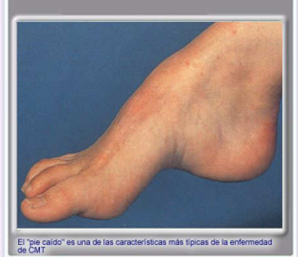 El "pie caído" es una de las características más típicas de la enfermedad
de CMT